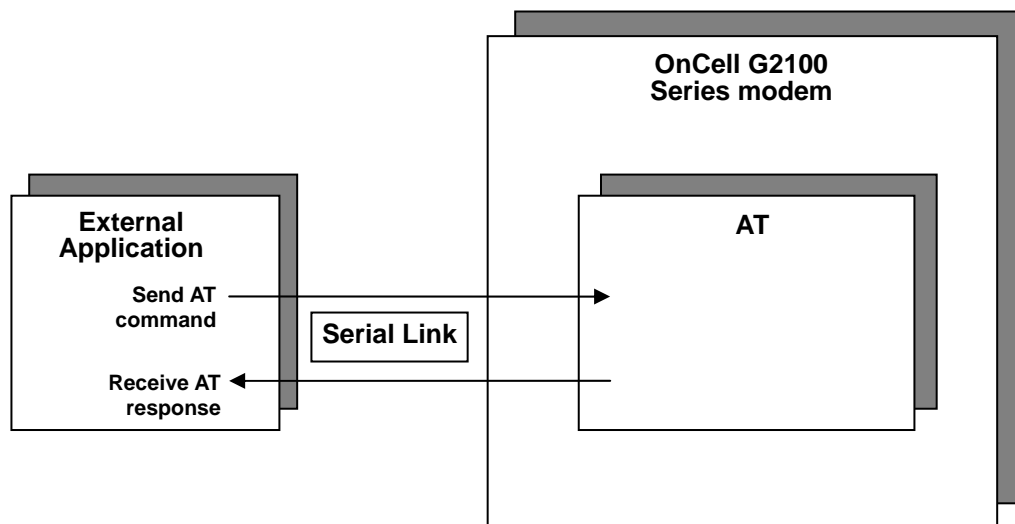 OnCell G2100
Series modem
External
Application
AT
Send AT
command
Serial Link
Receive AT
response